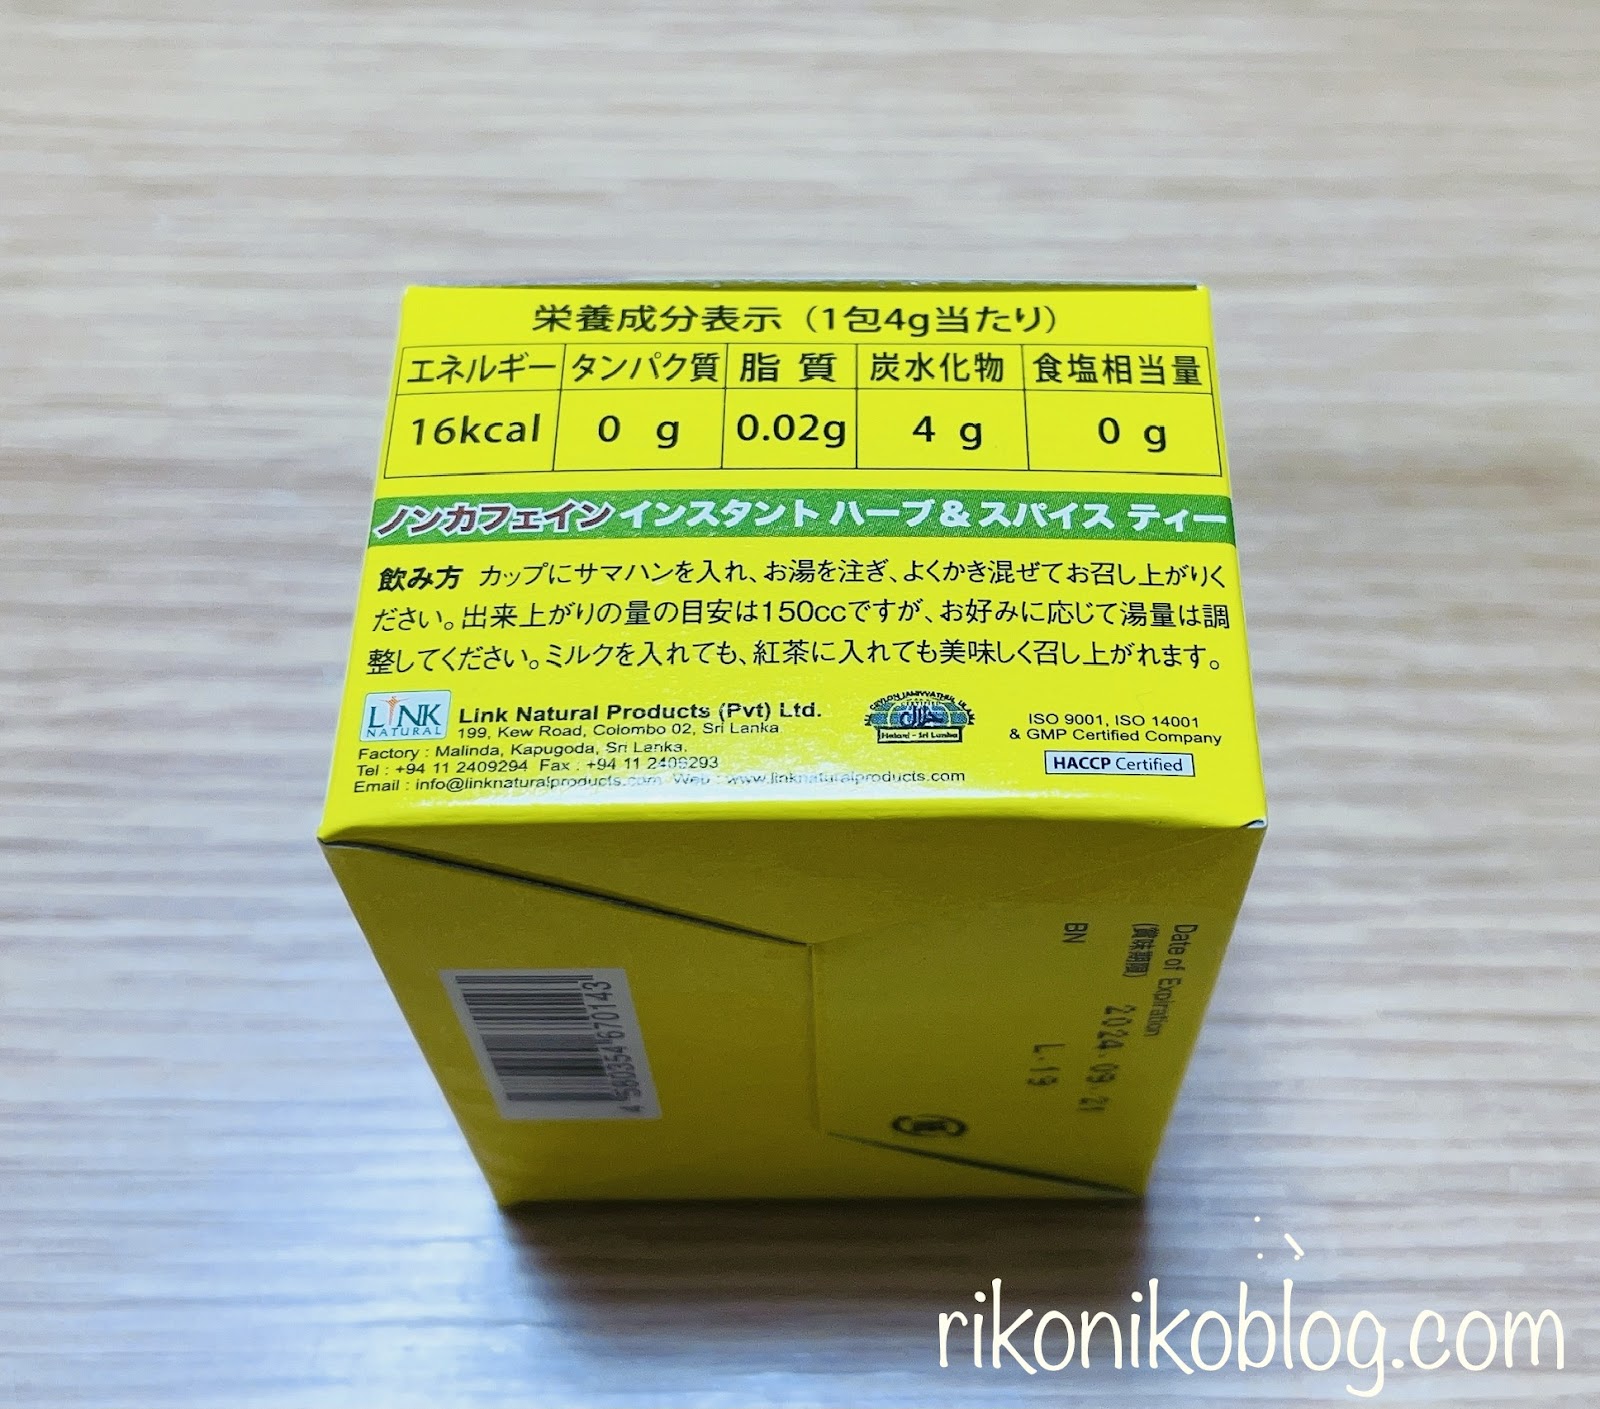 栄養成分表示（1包4g当たり）
エネルギー タンパク質 脂質 炭水化物 食塩相当量
16kcal 0 g 0.02g 4 g 0 g
ノンカフェイン インスタント ハーブ&スパイス ティー
飲み方 カップにサマハンを入れ、お湯を注ぎ、よくかき混ぜてお召し上がりく
ださい。出来上がりの量の目安は150ccですが、お好みに応じて湯量は調
整してください。ミルクを入れても、紅茶に入れても美味しく召し上がれます。
LINK
NATURAL
Link Natural Products (Pvt) Ltd.
199, Kew Road, Colombo 02, Sri Lanka
Factory : Malinda, Kapugoda, Sri Lanka.
Tel : +94 11 2409294 Fax : +94 11 2409293
Email : info@linknaturalproducts.com Web : www.linknaturalproducts.com
CERTIFIED
حلال
Halaal - Sri Lanka
ISO 9001, ISO 14001
& GMP Certified Company
HACCP Certified
4 580354 670143
Date of Expiration
(賞味期限) 2024.09.21
BN L-19
rikonikoblog.com